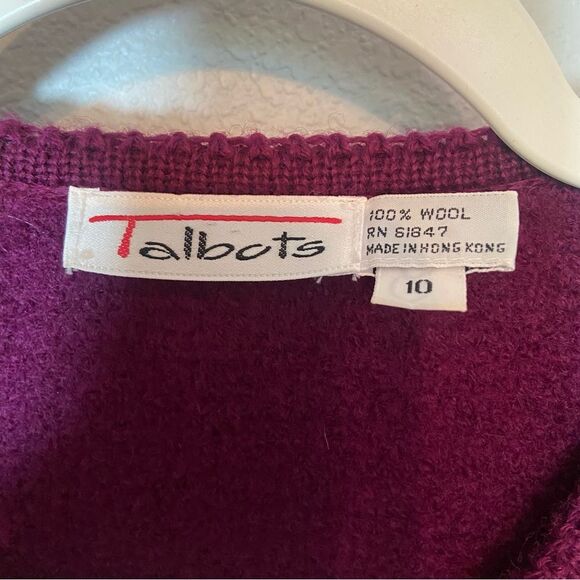 Talbots
100% WOOL
RN 61847
MADE IN HONG KONG
10